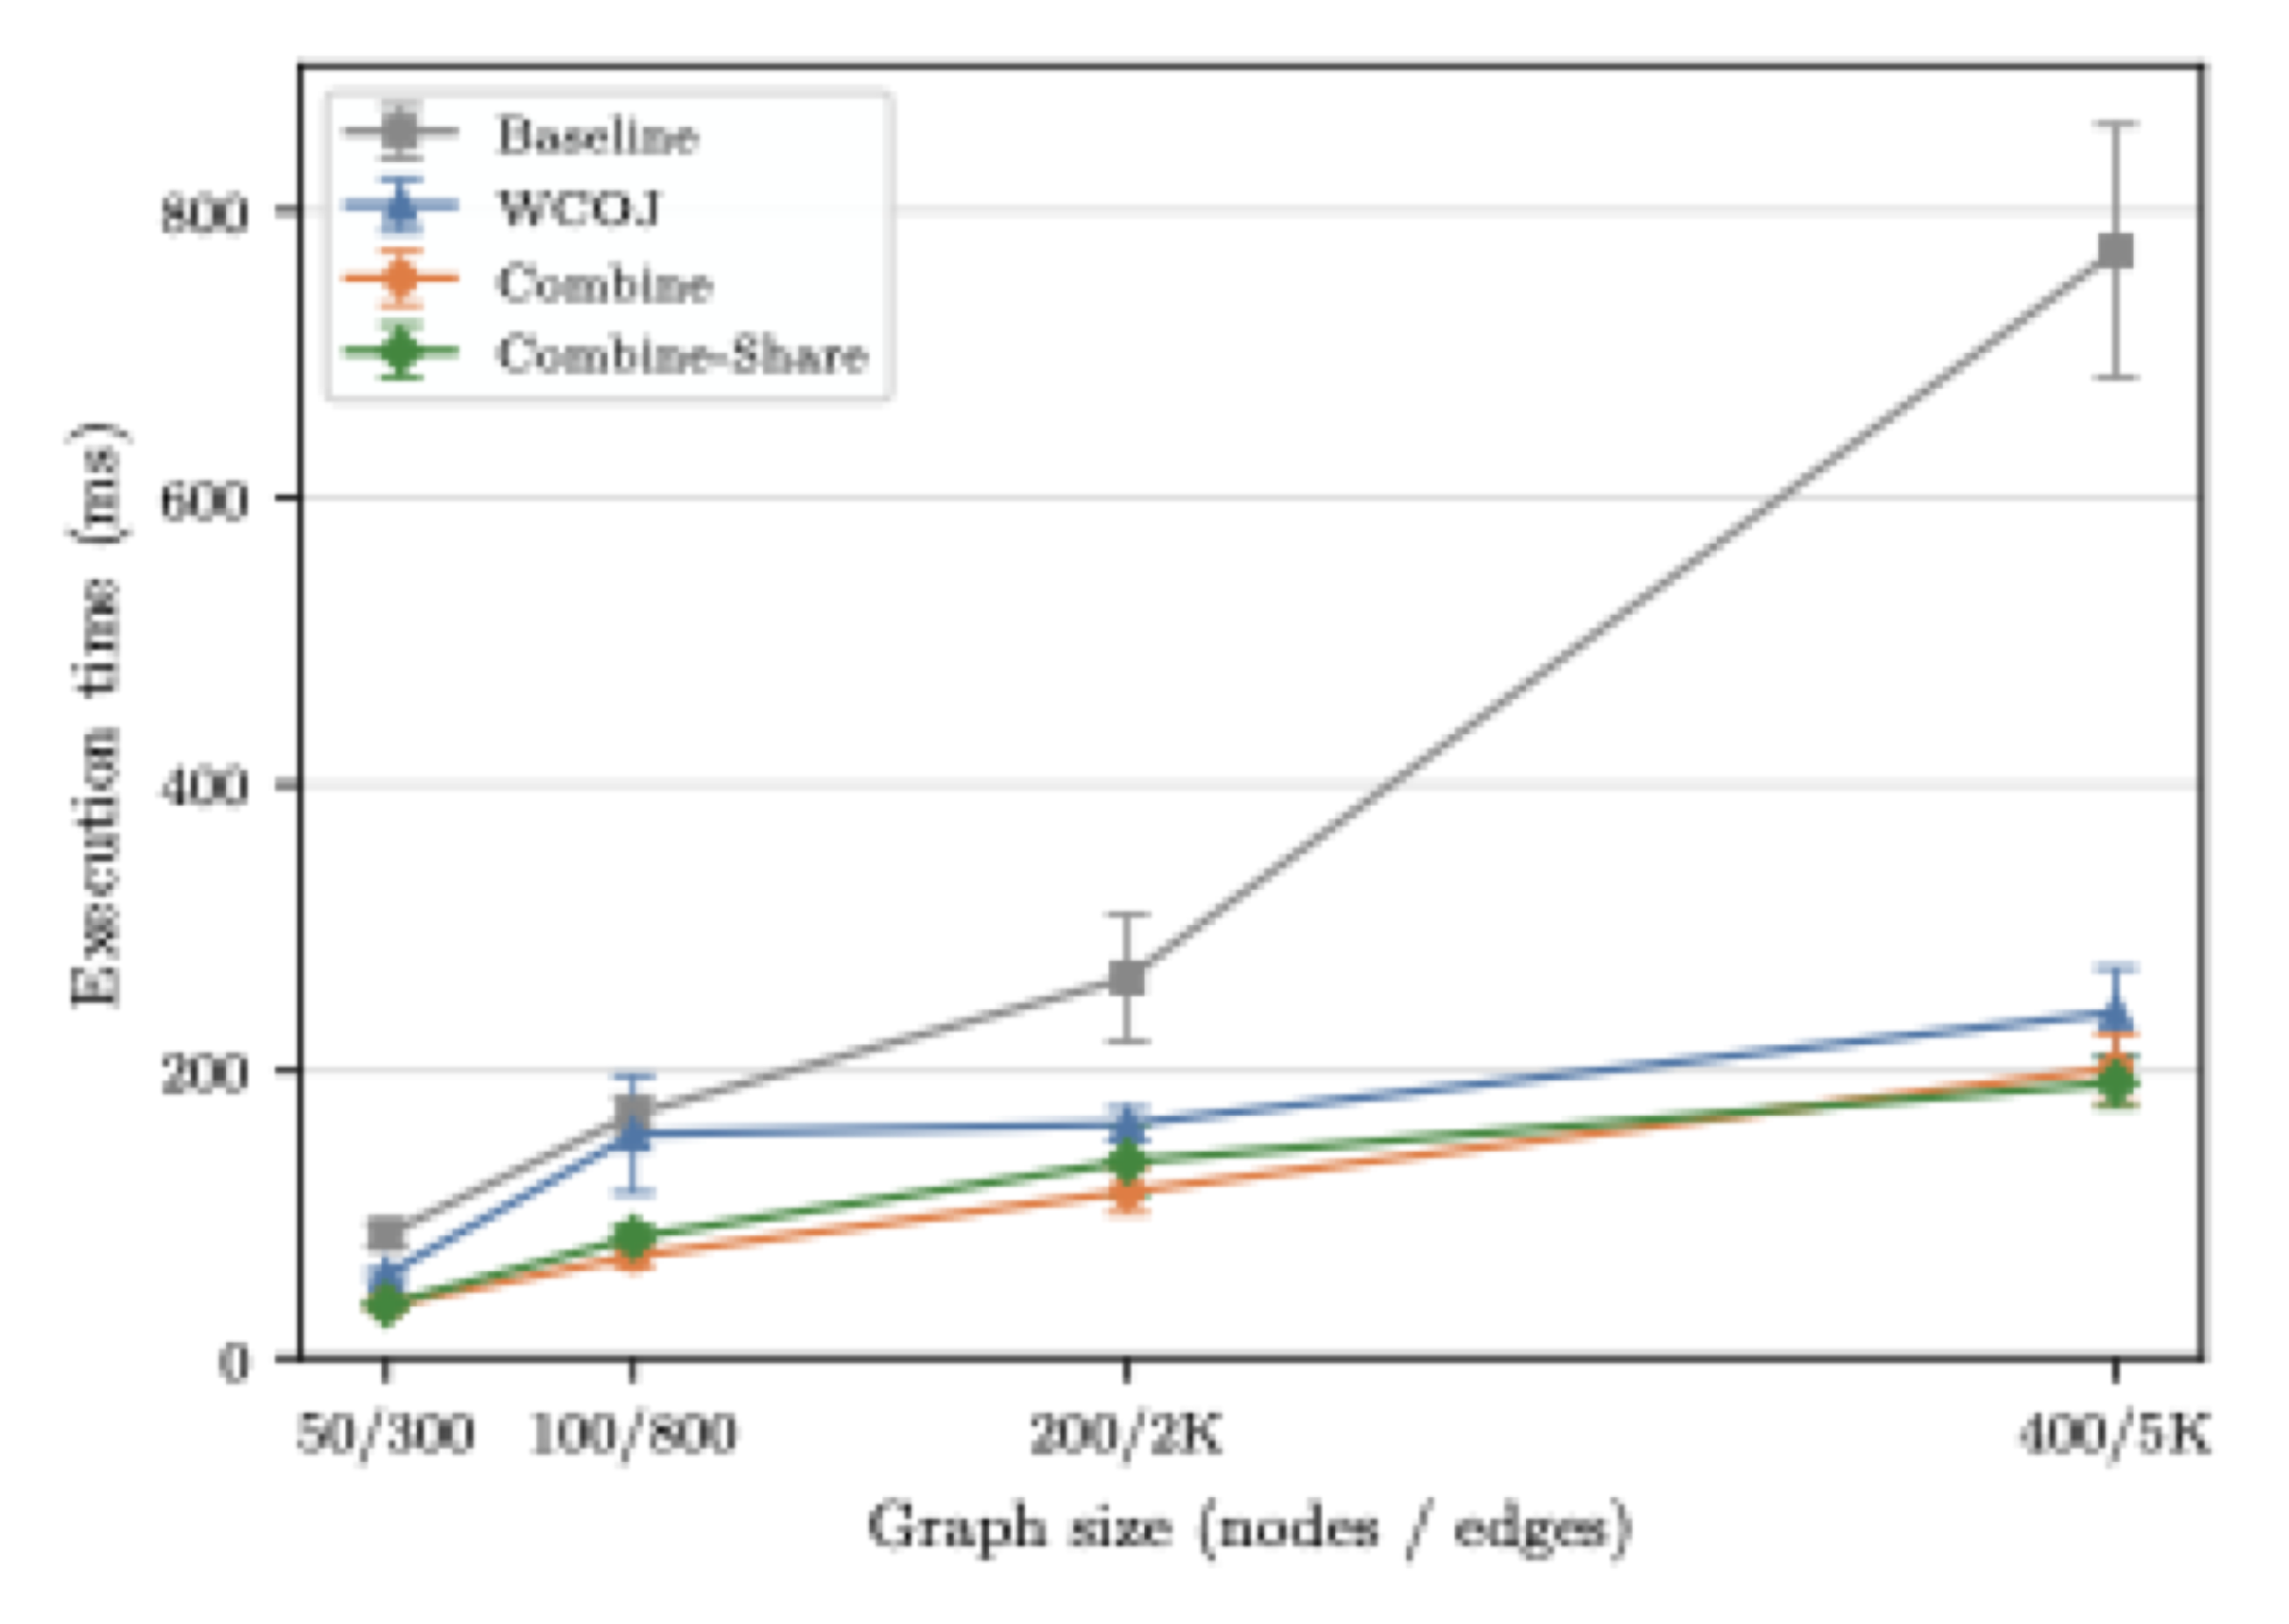 Baseline
WCOJ
Combine
Combine-Share
800
600
400
200
0
Execution time (ms)
50/300 100/800 200/2K 400/5K
Graph size (nodes / edges)